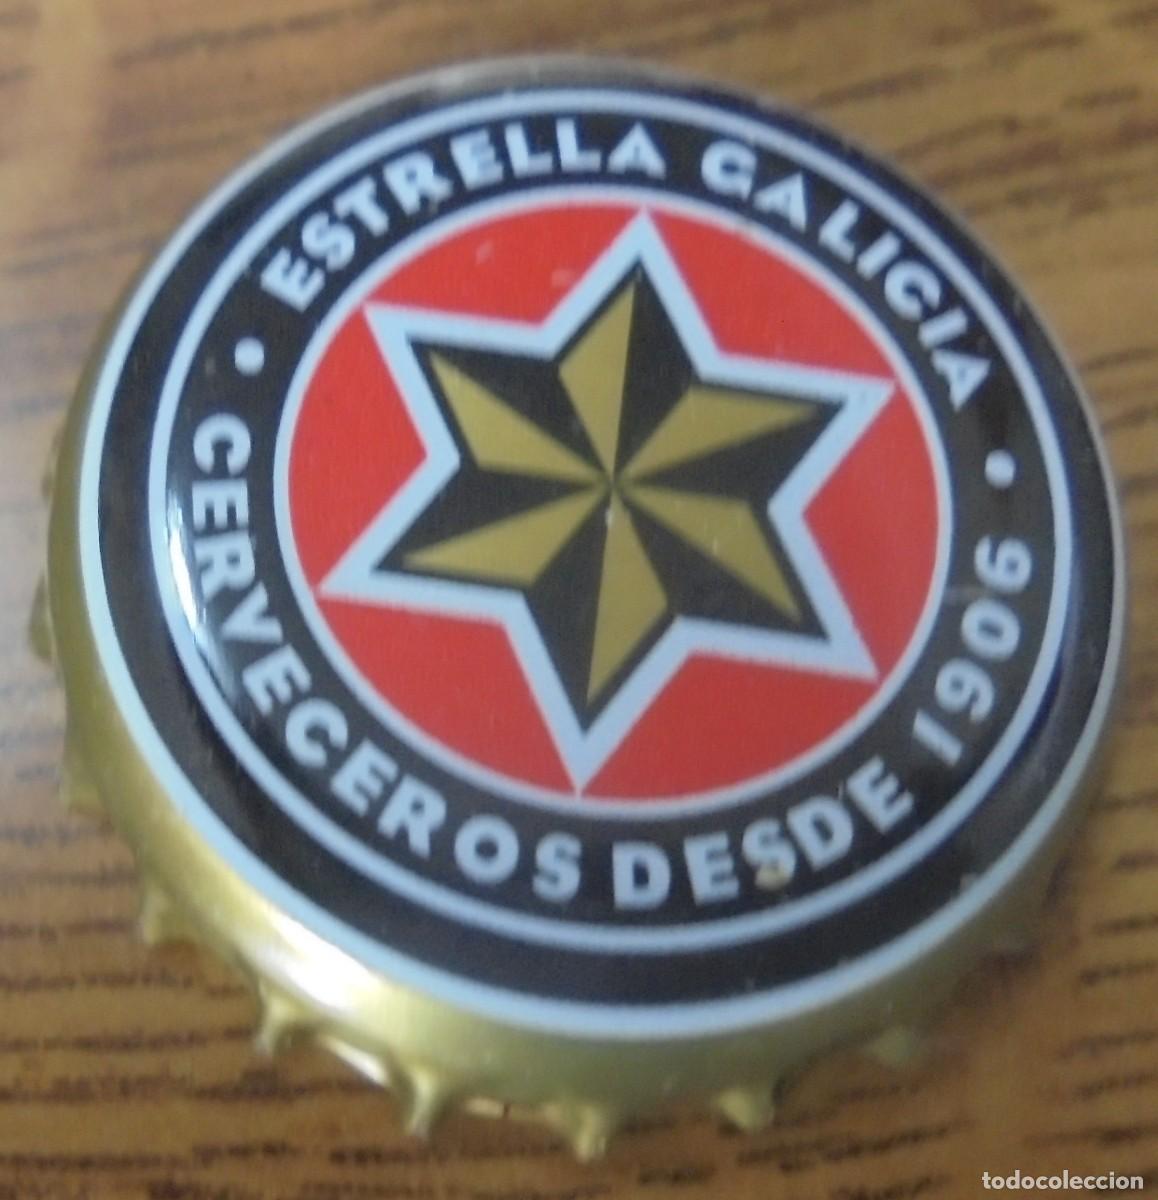 • ESTRELLA GALICIA •
CERVECEROS DESDE 1906
todocoleccion